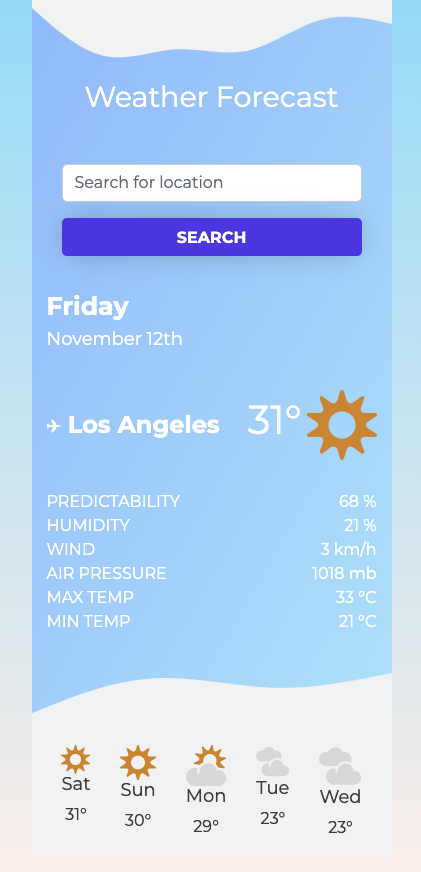 Weather Forecast
Search for location
SEARCH
Friday
November 12th
✈ Los Angeles 31°
PREDICTABILITY 68 %
HUMIDITY 21 %
WIND 3 km/h
AIR PRESSURE 1018 mb
MAX TEMP 33 °C
MIN TEMP 21 °C
Sat Sun Mon Tue Wed
31° 30° 29° 23° 23°